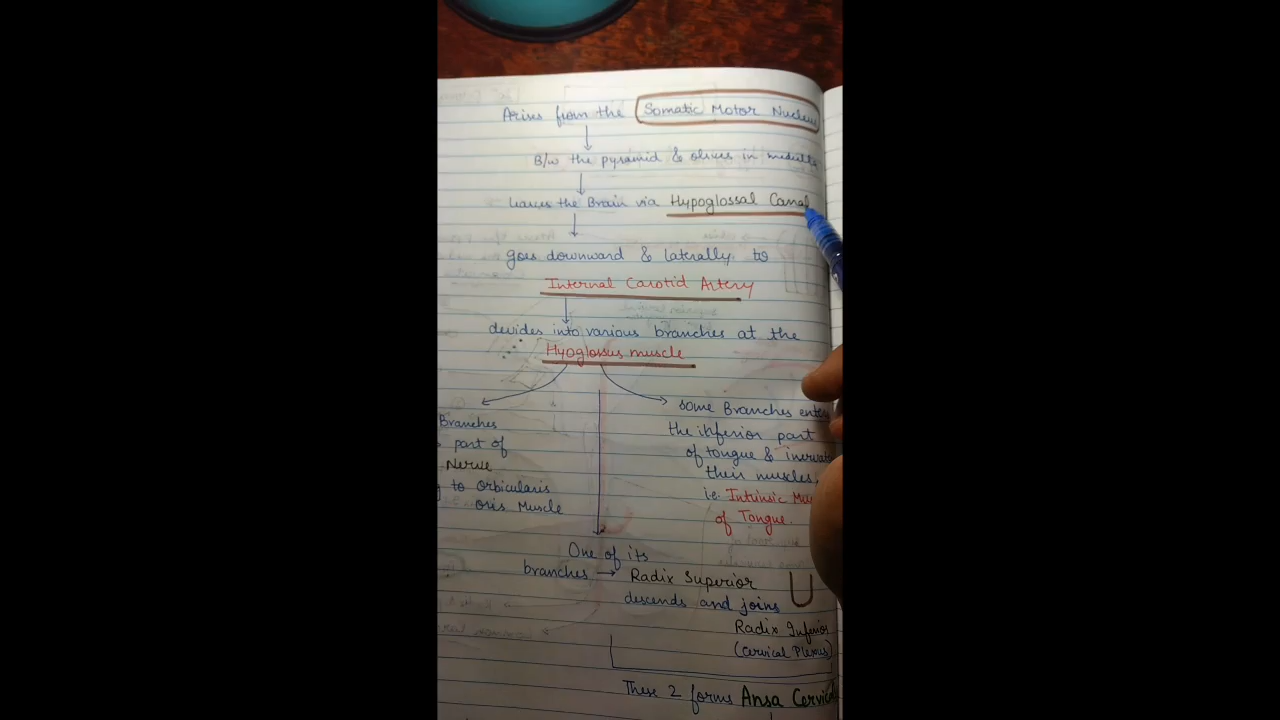 Arises from the Somatic Motor Nucleus
B/w the pyramid & olives in medulla
leaves the Brain via Hypoglossal Canal
goes downward & laterally to
Internal Carotid Artery
devides into various branches at the
Hyoglossus muscle
Branches
part of
Nerve
to Orbicularis
oris Muscle
some Branches enter
the inferior part
of tongue & inervate
their muscles,
i.e. Intrinsic Mus
of Tongue.
One of its
branches → Radix Superior
descends and joins
Radix Inferior
(Cervical Plexus)
These 2 forms Ansa Cervical